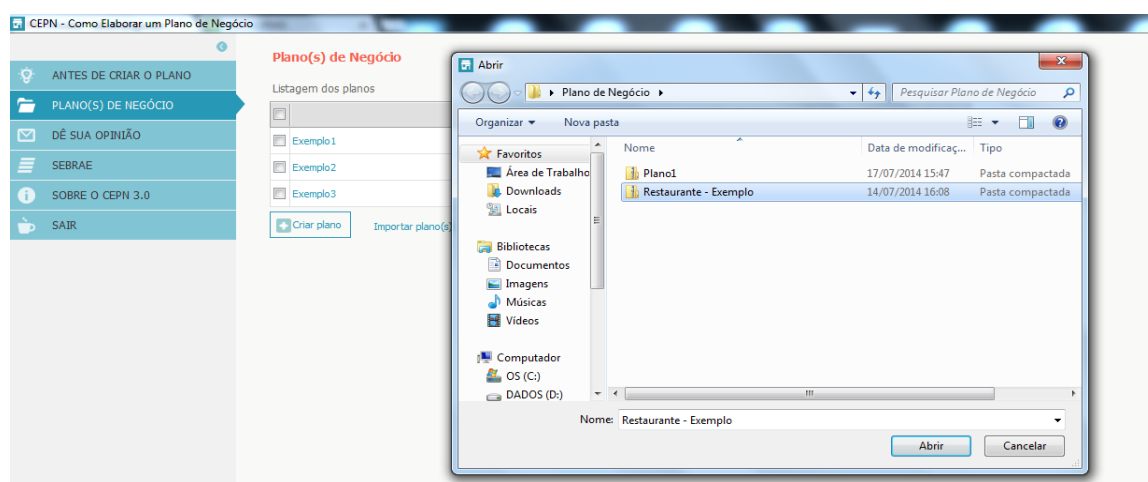 CEPN - Como Elaborar um Plano de Negócio
ANTES DE CRIAR O PLANO
PLANO(S) DE NEGÓCIO
DÊ SUA OPINIÃO
SEBRAE
SOBRE O CEPN 3.0
SAIR
Plano(s) de Negócio
Listagem dos planos
Exemplo1
Exemplo2
Exemplo3
Criar plano Importar plano(s)
Abrir
Plano de Negócio
Pesquisar Plano de Negócio
Organizar Nova pasta
Favoritos
Área de Trabalho
Downloads
Locais
Bibliotecas
Documentos
Imagens
Músicas
Vídeos
Computador
OS (C:)
DADOS (D:)
Nome Data de modificaç... Tipo
Plano1 17/07/2014 15:47 Pasta compactada
Restaurante - Exemplo 14/07/2014 16:08 Pasta compactada
Nome: Restaurante - Exemplo
Abrir Cancelar